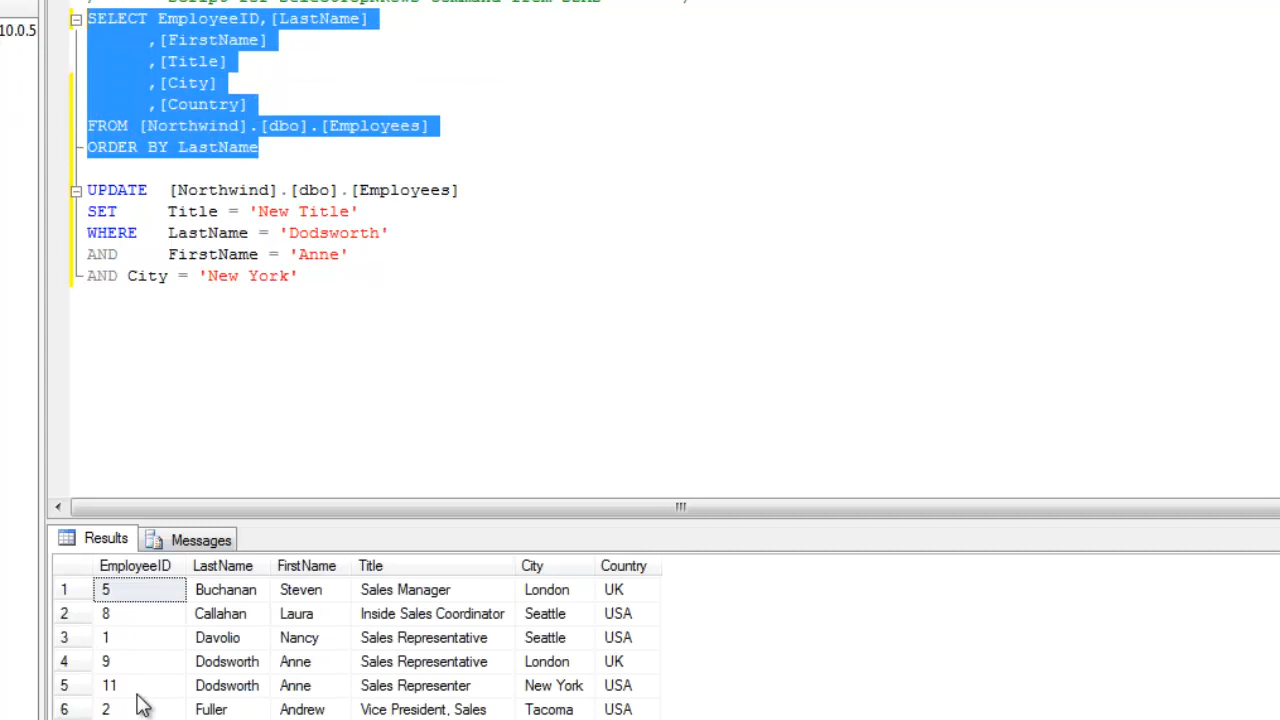 10.0.5
SELECT EmployeeID,[LastName]
,[FirstName]
,[Title]
,[City]
,[Country]
FROM [Northwind].[dbo].[Employees]
ORDER BY LastName
UPDATE [Northwind].[dbo].[Employees]
SET Title = 'New Title'
WHERE LastName = 'Dodsworth'
AND FirstName = 'Anne'
AND City = 'New York'
Results Messages
EmployeeID LastName FirstName Title City Country
1 5 Buchanan Steven Sales Manager London UK
2 8 Callahan Laura Inside Sales Coordinator Seattle USA
3 1 Davolio Nancy Sales Representative Seattle USA
4 9 Dodsworth Anne Sales Representative London UK
5 11 Dodsworth Anne Sales Representer New York USA
6 2 Fuller Andrew Vice President, Sales Tacoma USA